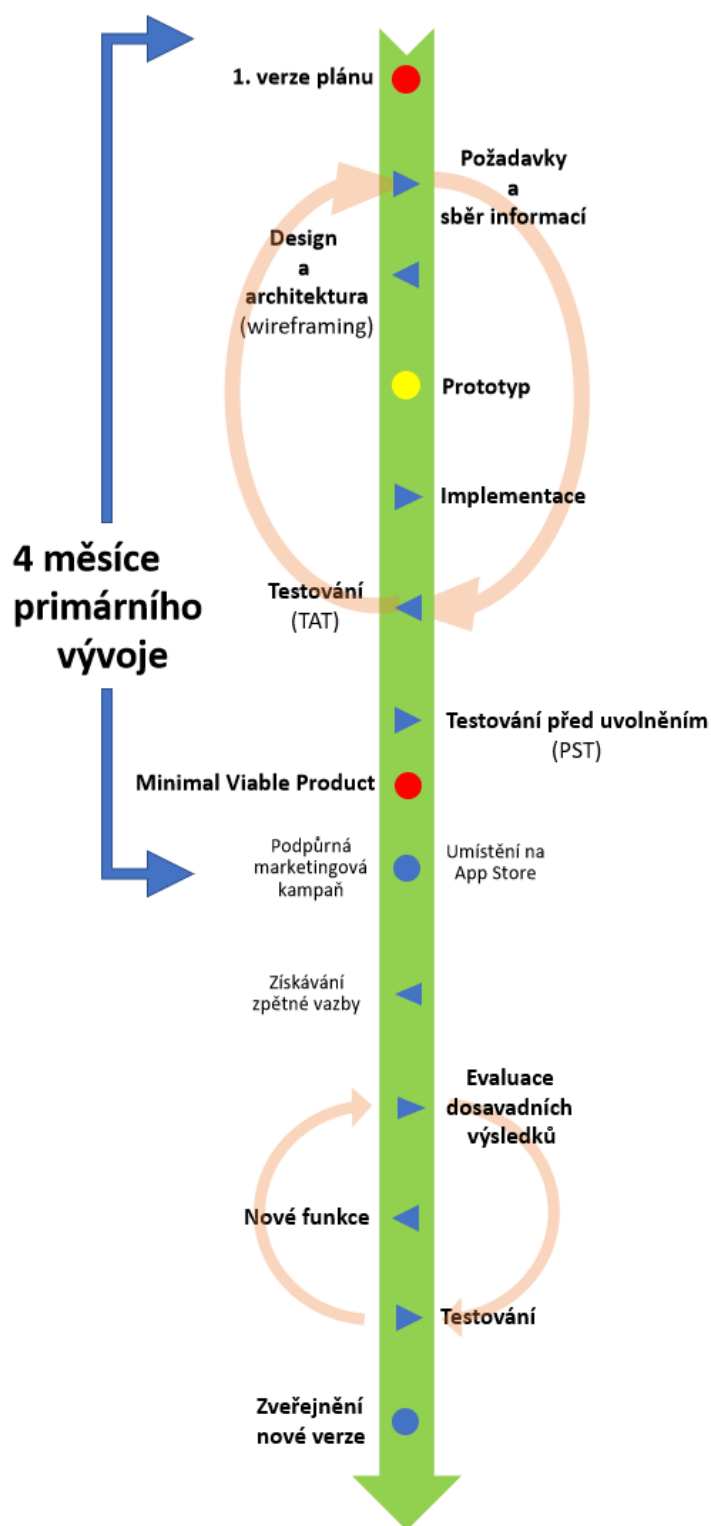 1. verze plánu
Požadavky
a
sběr informací
Design
a
architektura
(wireframing)
Prototyp
Implementace
4 měsíce
primárního
vývoje
Testování
(TAT)
Testování před uvolněním
(PST)
Minimal Viable Product
Podpůrná
marketingová
kampaň
Umístění na
App Store
Získávání
zpětné vazby
Evaluace
dosavadních
výsledků
Nové funkce
Testování
Zveřejnění
nové verze